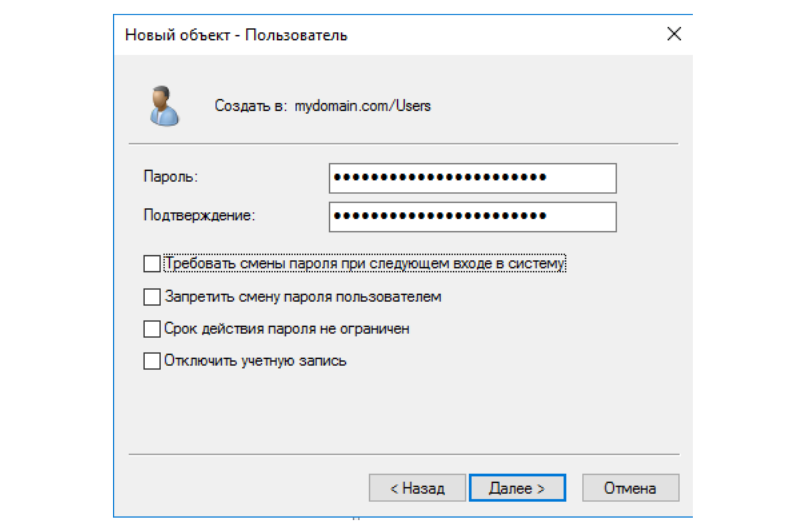 Новый объект - Пользователь
Создать в: mydomain.com/Users
Пароль:
Подтверждение:
Требовать смены пароля при следующем входе в систему
Запретить смену пароля пользователем
Срок действия пароля не ограничен
Отключить учетную запись
< Назад Далее > Отмена